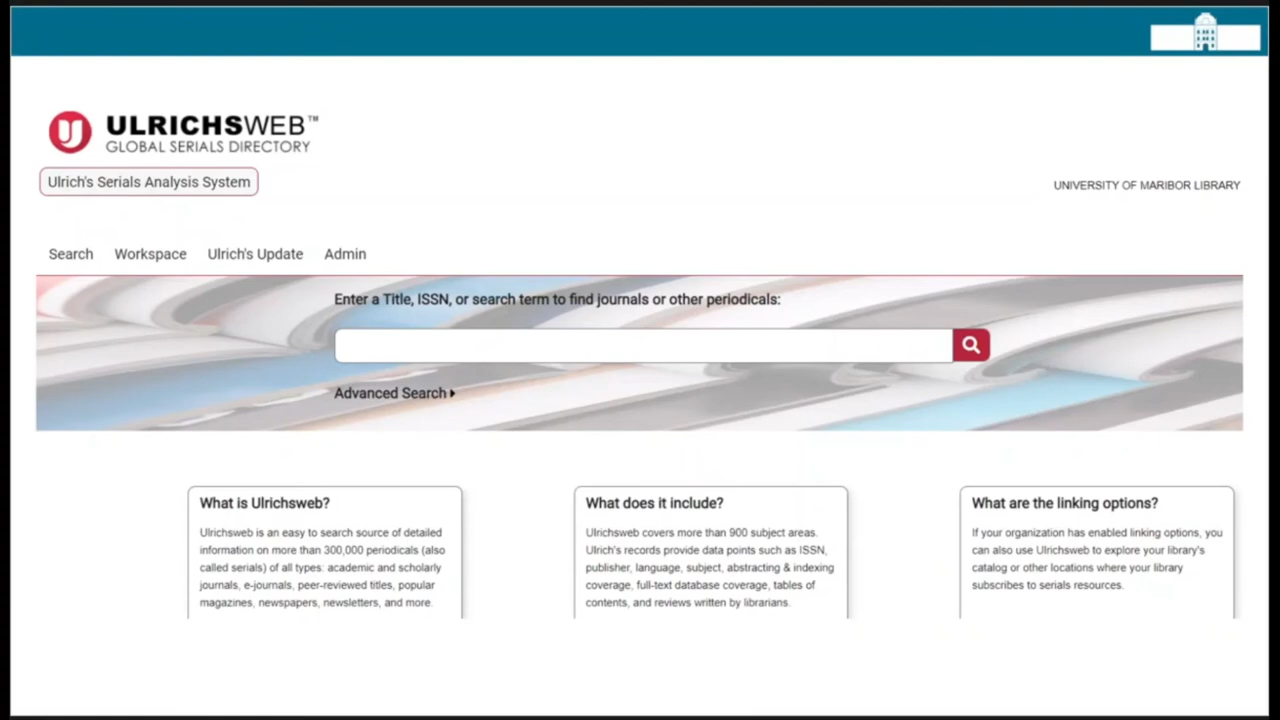 ULRICHSWEB™
GLOBAL SERIALS DIRECTORY
Ulrich's Serials Analysis System
UNIVERSITY OF MARIBOR LIBRARY
Search Workspace Ulrich's Update Admin
Enter a Title, ISSN, or search term to find journals or other periodicals:
Advanced Search
What is Ulrichsweb?
Ulrichsweb is an easy to search source of detailed
information on more than 300,000 periodicals (also
called serials) of all types: academic and scholarly
journals, e-journals, peer-reviewed titles, popular
magazines, newspapers, newsletters, and more.
What does it include?
Ulrichsweb covers more than 900 subject areas.
Ulrich's records provide data points such as ISSN,
publisher, language, subject, abstracting & indexing
coverage, full-text database coverage, tables of
contents, and reviews written by librarians.
What are the linking options?
If your organization has enabled linking options, you
can also use Ulrichsweb to explore your library's
catalog or other locations where your library
subscribes to serials resources.